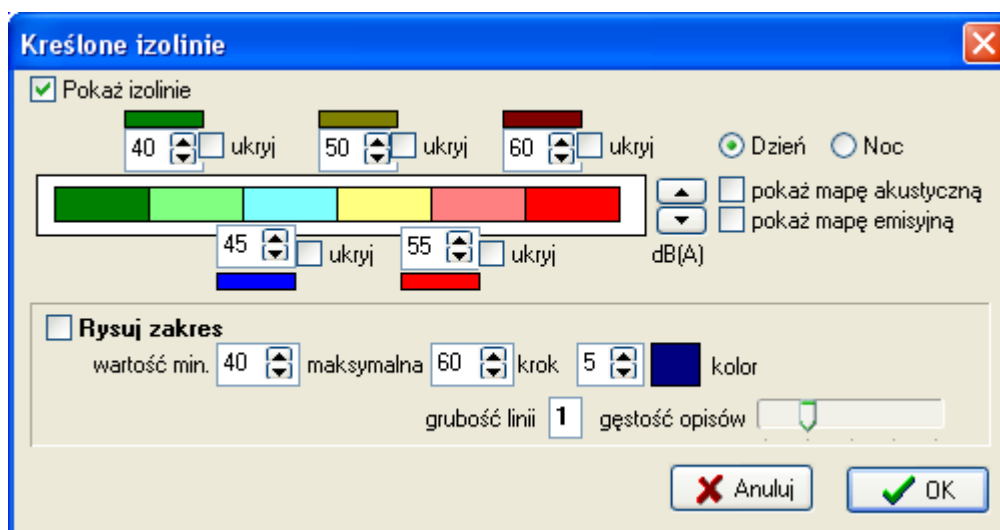 Kreślone izolinie
Pokaż izolinie
40 ukryj 50 ukryj 60 ukryj Dzień Noc
pokaż mapę akustyczną
pokaż mapę emisyjną
45 ukryj 55 ukryj dB(A)
Rysuj zakres
wartość min. 40 maksymalna 60 krok 5 kolor
grubość linii 1 gęstość opisów
Anuluj OK